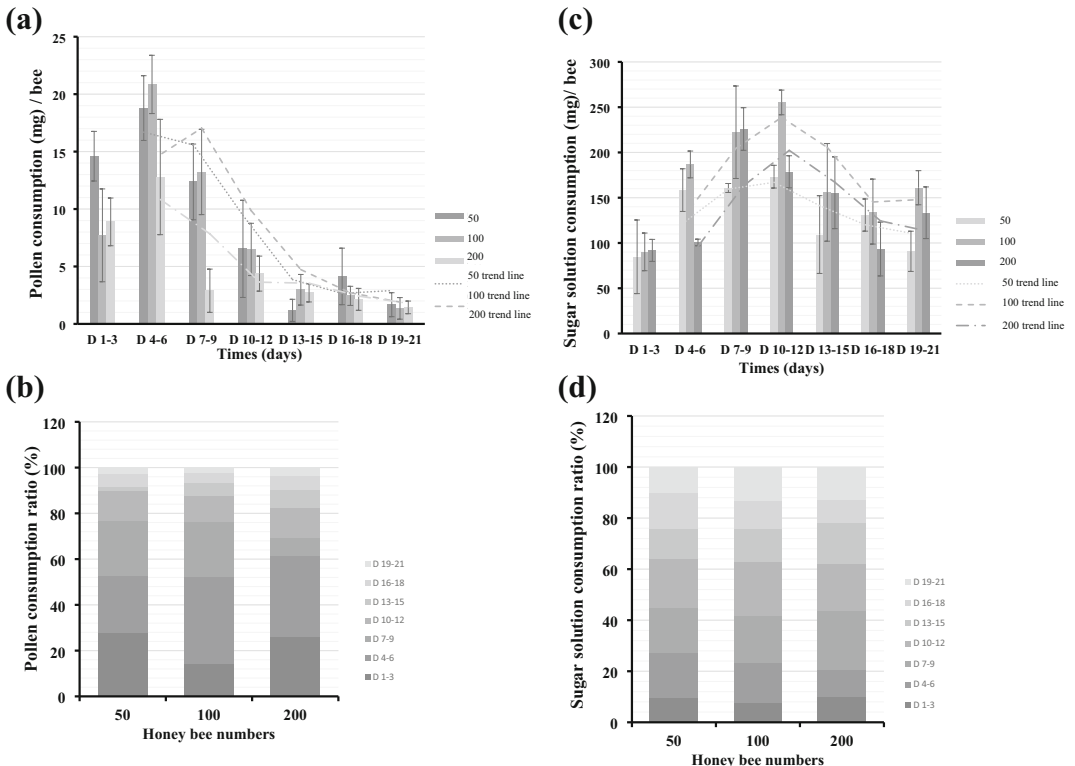 (a)
25
20
15
10
5
0
Pollen consumption (mg) / bee
D 1-3 D 4-6 D 7-9 D 10-12 D 13-15 D 16-18 D 19-21
Times (days)
50
100
200
50 trend line
100 trend line
200 trend line
(c)
300
250
200
150
100
50
0
Sugar solution consumption (mg)/ bee
D 1-3 D 4-6 D 7-9 D 10-12 D 13-15 D 16-18 D 19-21
Times (days)
50
100
200
50 trend line
100 trend line
200 trend line
(b)
120
100
80
60
40
20
0
Pollen consumption ratio (%)
50 100 200
Honey bee numbers
D 19-21
D 16-18
D 13-15
D 10-12
D 7-9
D 4-6
D 1-3
(d)
120
100
80
60
40
20
0
Sugar solution consumption ratio (%)
50 100 200
Honey bee numbers
D 19-21
D 16-18
D 13-15
D 10-12
D 7-9
D 4-6
D 1-3